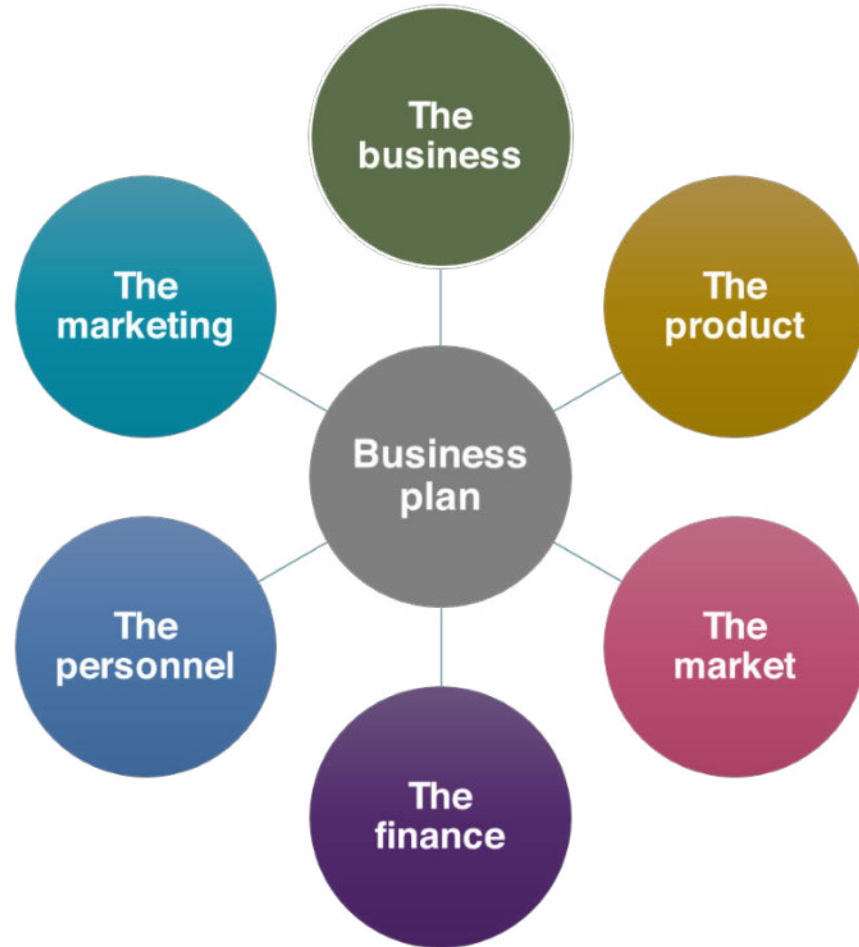 The
business
The
product
The
market
The
finance
The
personnel
The
marketing
Business
plan